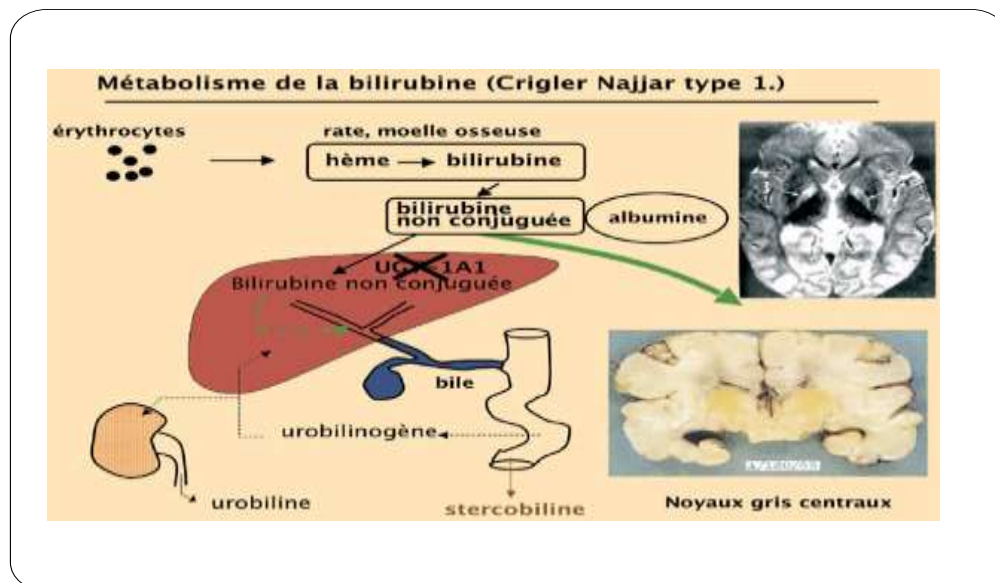 Métabolisme de la bilirubine (Crigler Najjar type 1.)
érythrocytes
rate, moelle osseuse
hème bilirubine
bilirubine
non conjuguée
albumine
1A1
Bilirubine non conjuguée
bile
urobilinogène
urobiline
stercobiline
Noyaux gris centraux